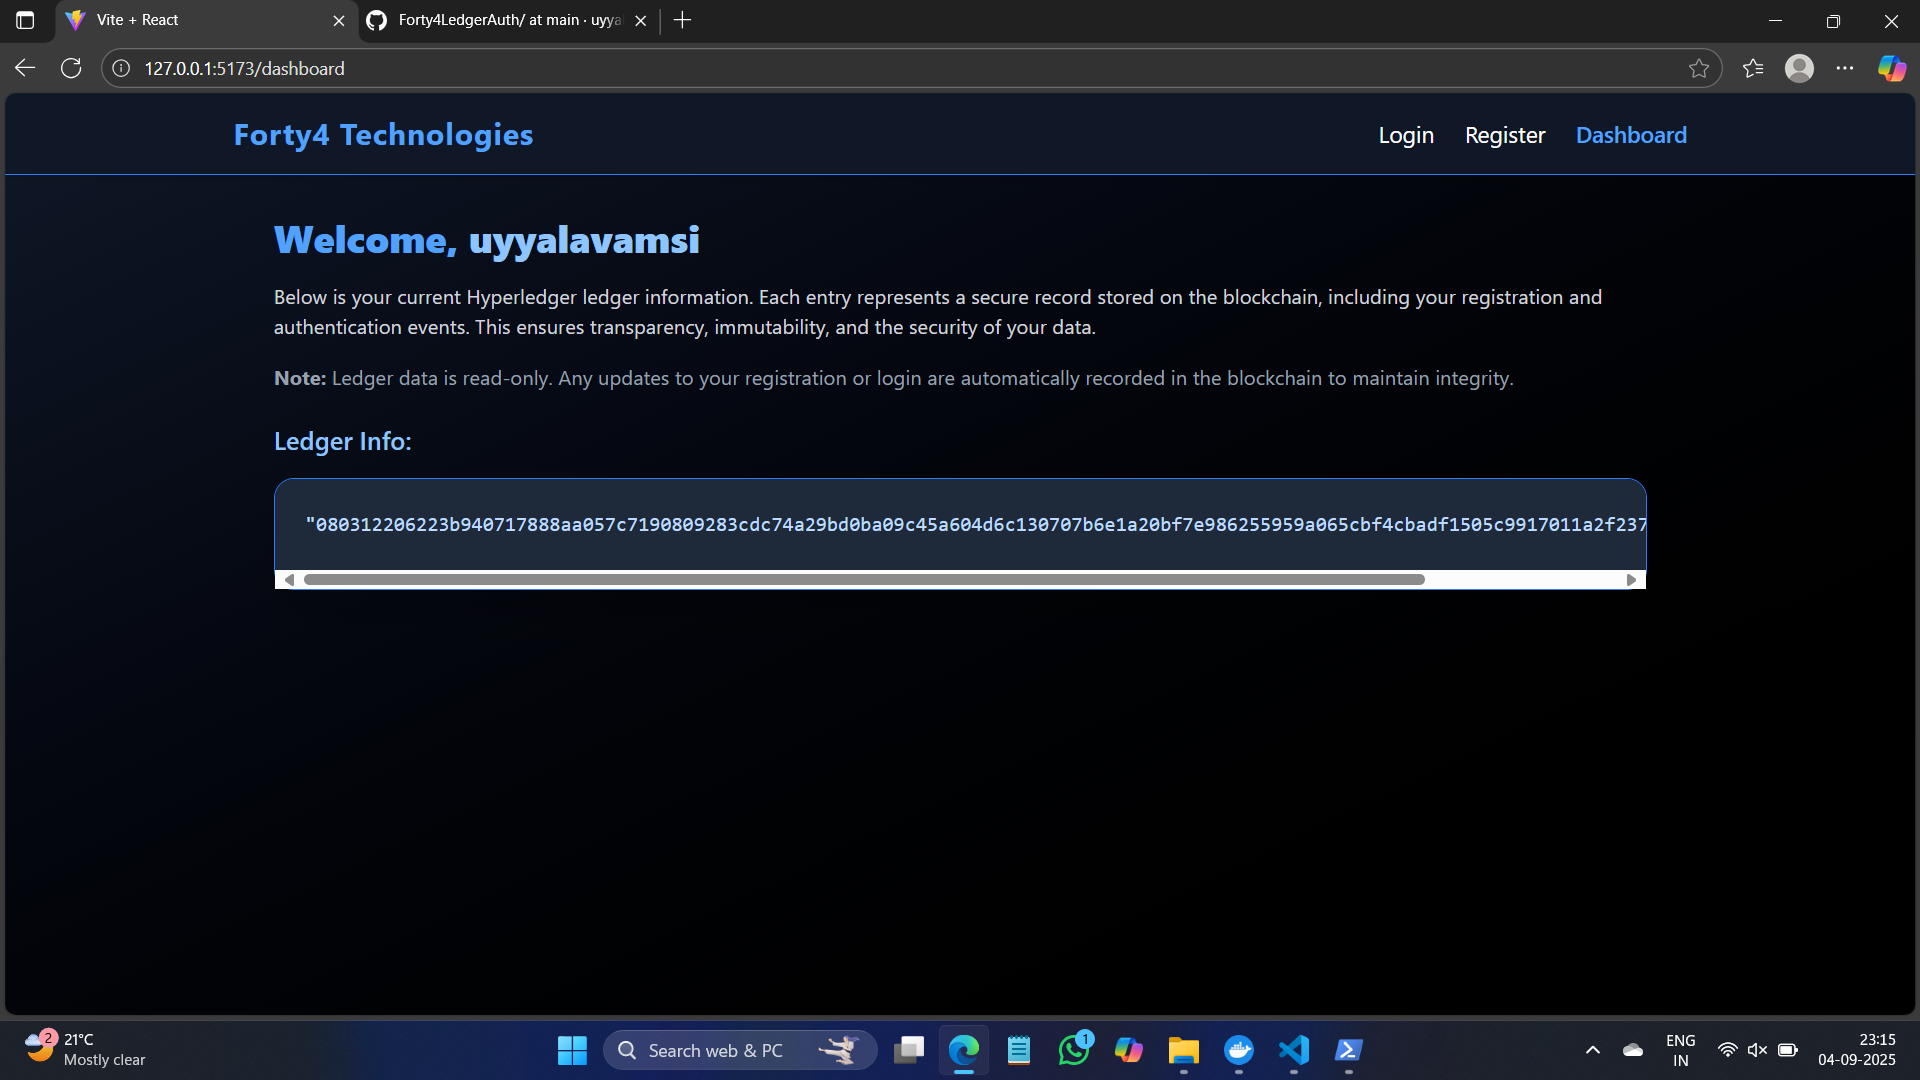 Vite + React
Forty4LedgerAuth/ at main · uyya
127.0.0.1:5173/dashboard
Forty4 Technologies
Login
Register
Dashboard
Welcome, uyyalavamsi
Below is your current Hyperledger ledger information. Each entry represents a secure record stored on the blockchain, including your registration and
authentication events. This ensures transparency, immutability, and the security of your data.
Note: Ledger data is read-only. Any updates to your registration or login are automatically recorded in the blockchain to maintain integrity.
Ledger Info:
"080312206223b940717888aa057c7190809283cdc74a29bd0ba09c45a604d6c130707b6e1a20bf7e986255959a065cbf4cbadf1505c9917011a2f237
2
21°C
Mostly clear
Search web & PC
1
ENG
IN
23:15
04-09-2025